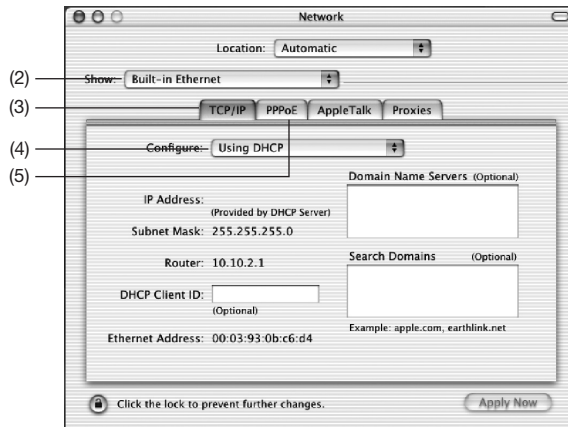 Network
Location: Automatic
(2) Show: Built-in Ethernet
(3) TCP/IP PPPoE AppleTalk Proxies
(4) Configure: Using DHCP
(5)
Domain Name Servers (Optional)
IP Address:
(Provided by DHCP Server)
Subnet Mask: 255.255.255.0
Router: 10.10.2.1
Search Domains (Optional)
DHCP Client ID:
(Optional)
Example: apple.com, earthlink.net
Ethernet Address: 00:03:93:0b:c6:d4
Click the lock to prevent further changes.
Apply Now